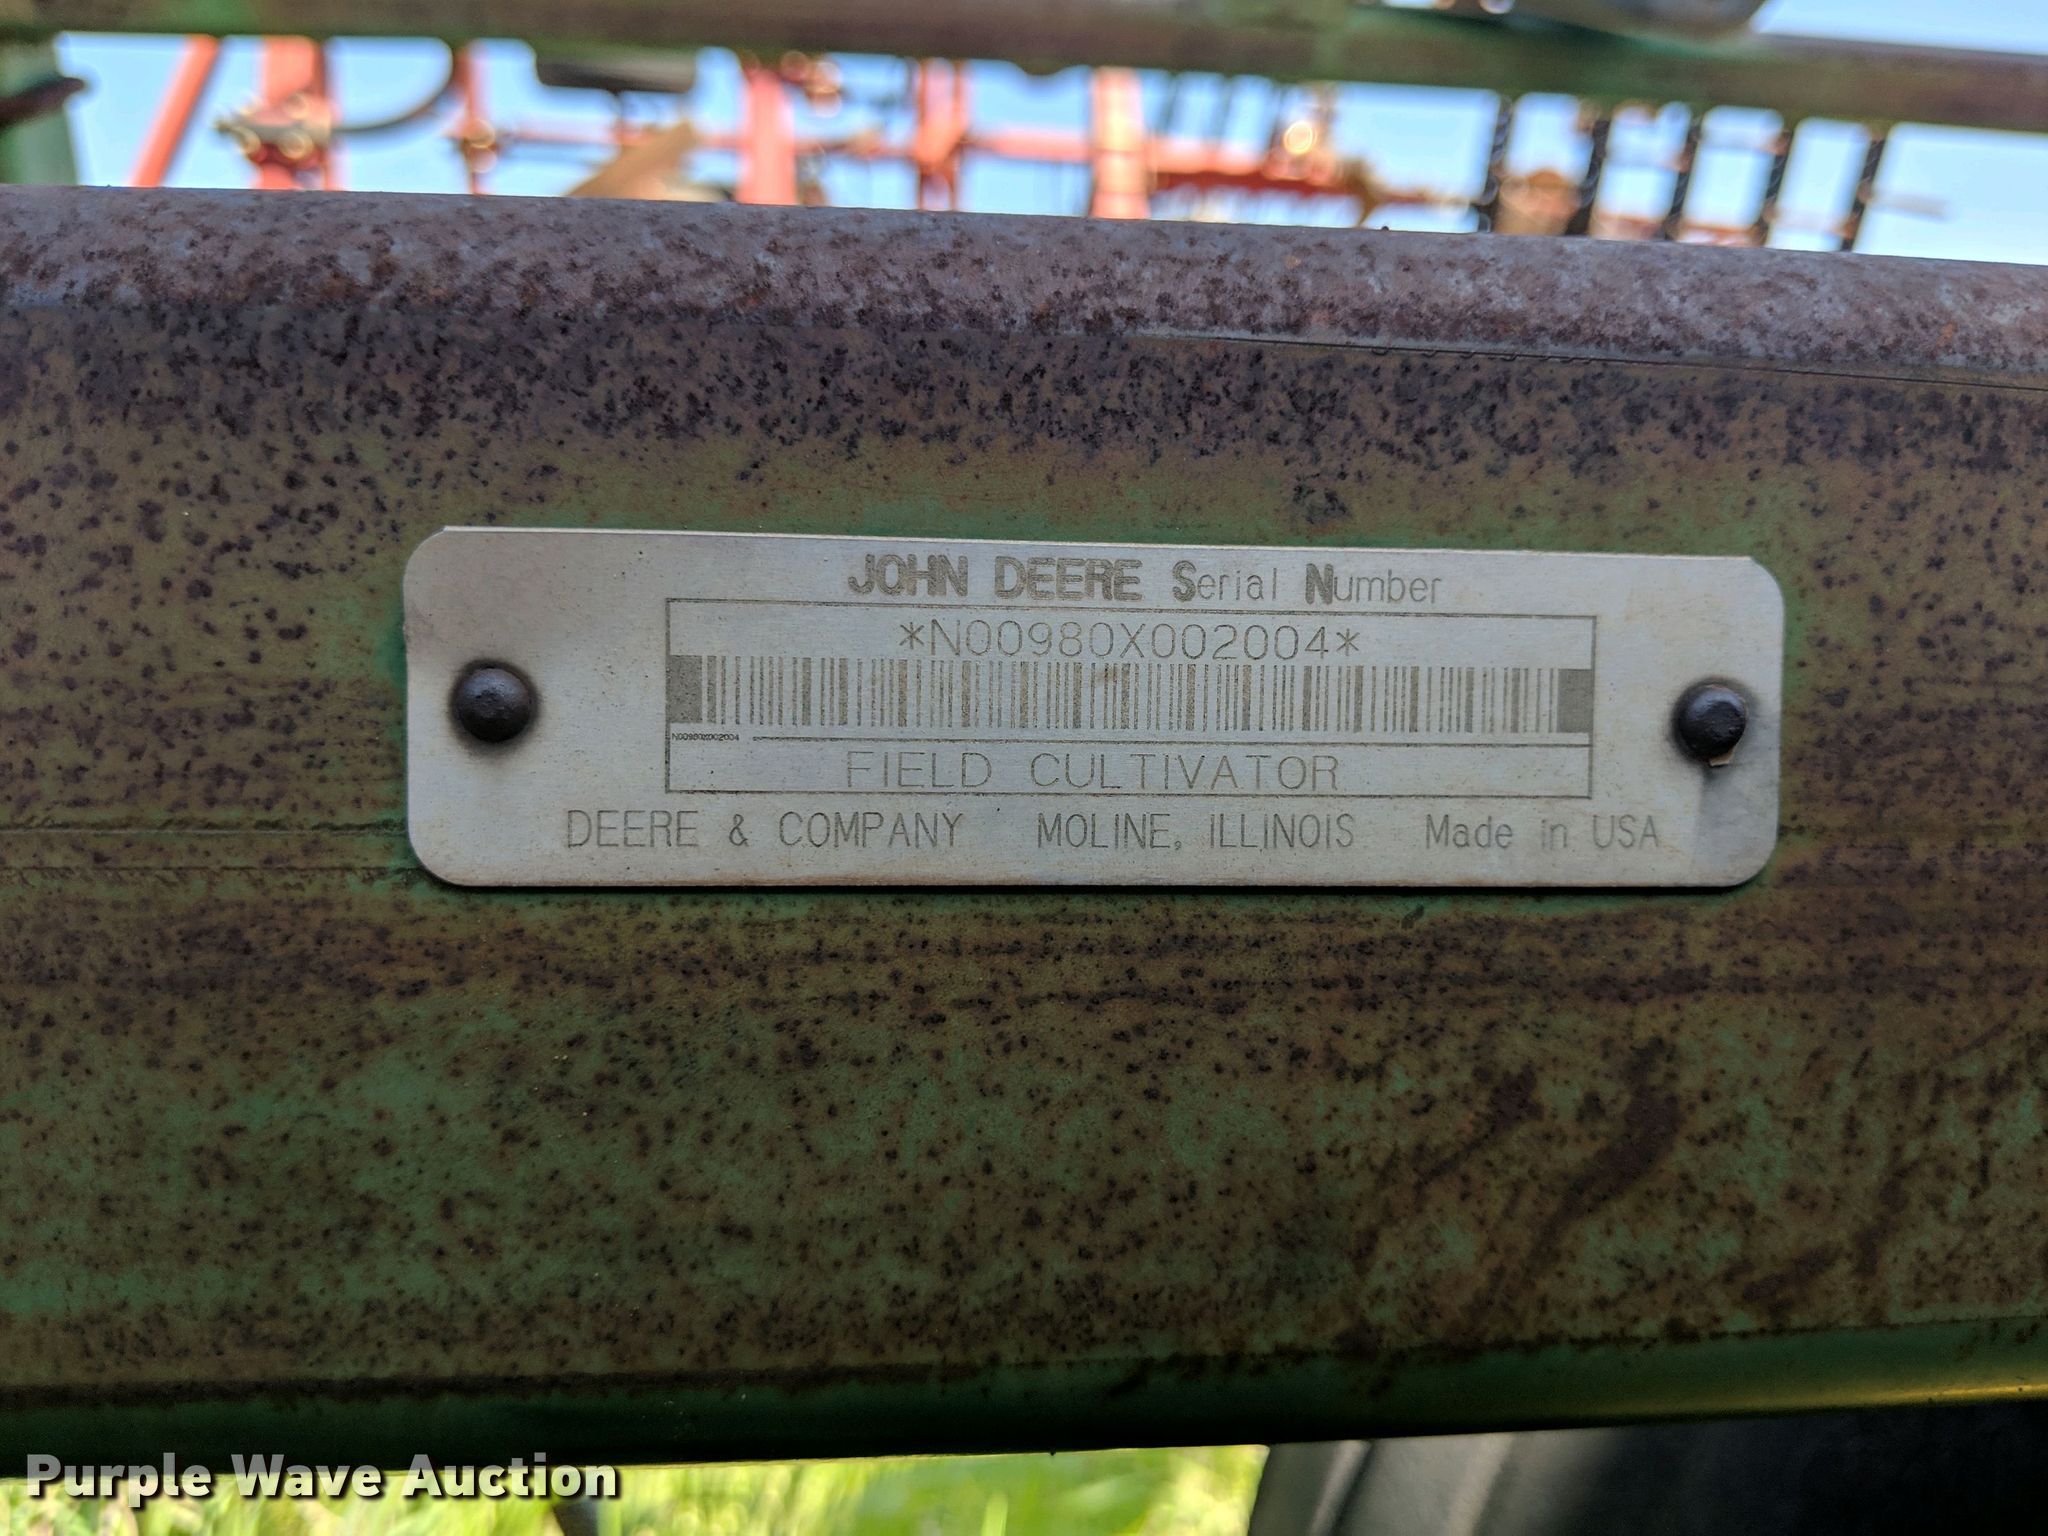 JOHN DEERE Serial Number
*N00980X002004*
N00980X002004
FIELD CULTIVATOR
DEERE & COMPANY MOLINE, ILLINOIS Made in USA
Purple Wave Auction